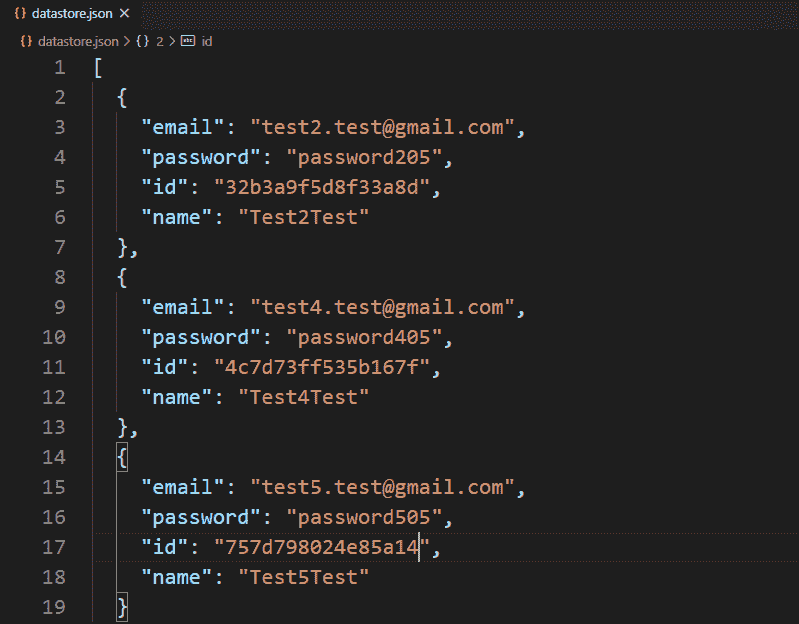 {} datastore.json ×
{} datastore.json > {} 2 > abc id
1 [
2 {
3 "email": "test2.test@gmail.com",
4 "password": "password205",
5 "id": "32b3a9f5d8f33a8d",
6 "name": "Test2Test"
7 },
8 {
9 "email": "test4.test@gmail.com",
10 "password": "password405",
11 "id": "4c7d73ff535b167f",
12 "name": "Test4Test"
13 },
14 {
15 "email": "test5.test@gmail.com",
16 "password": "password505",
17 "id": "757d798024e85a14",
18 "name": "Test5Test"
19 }